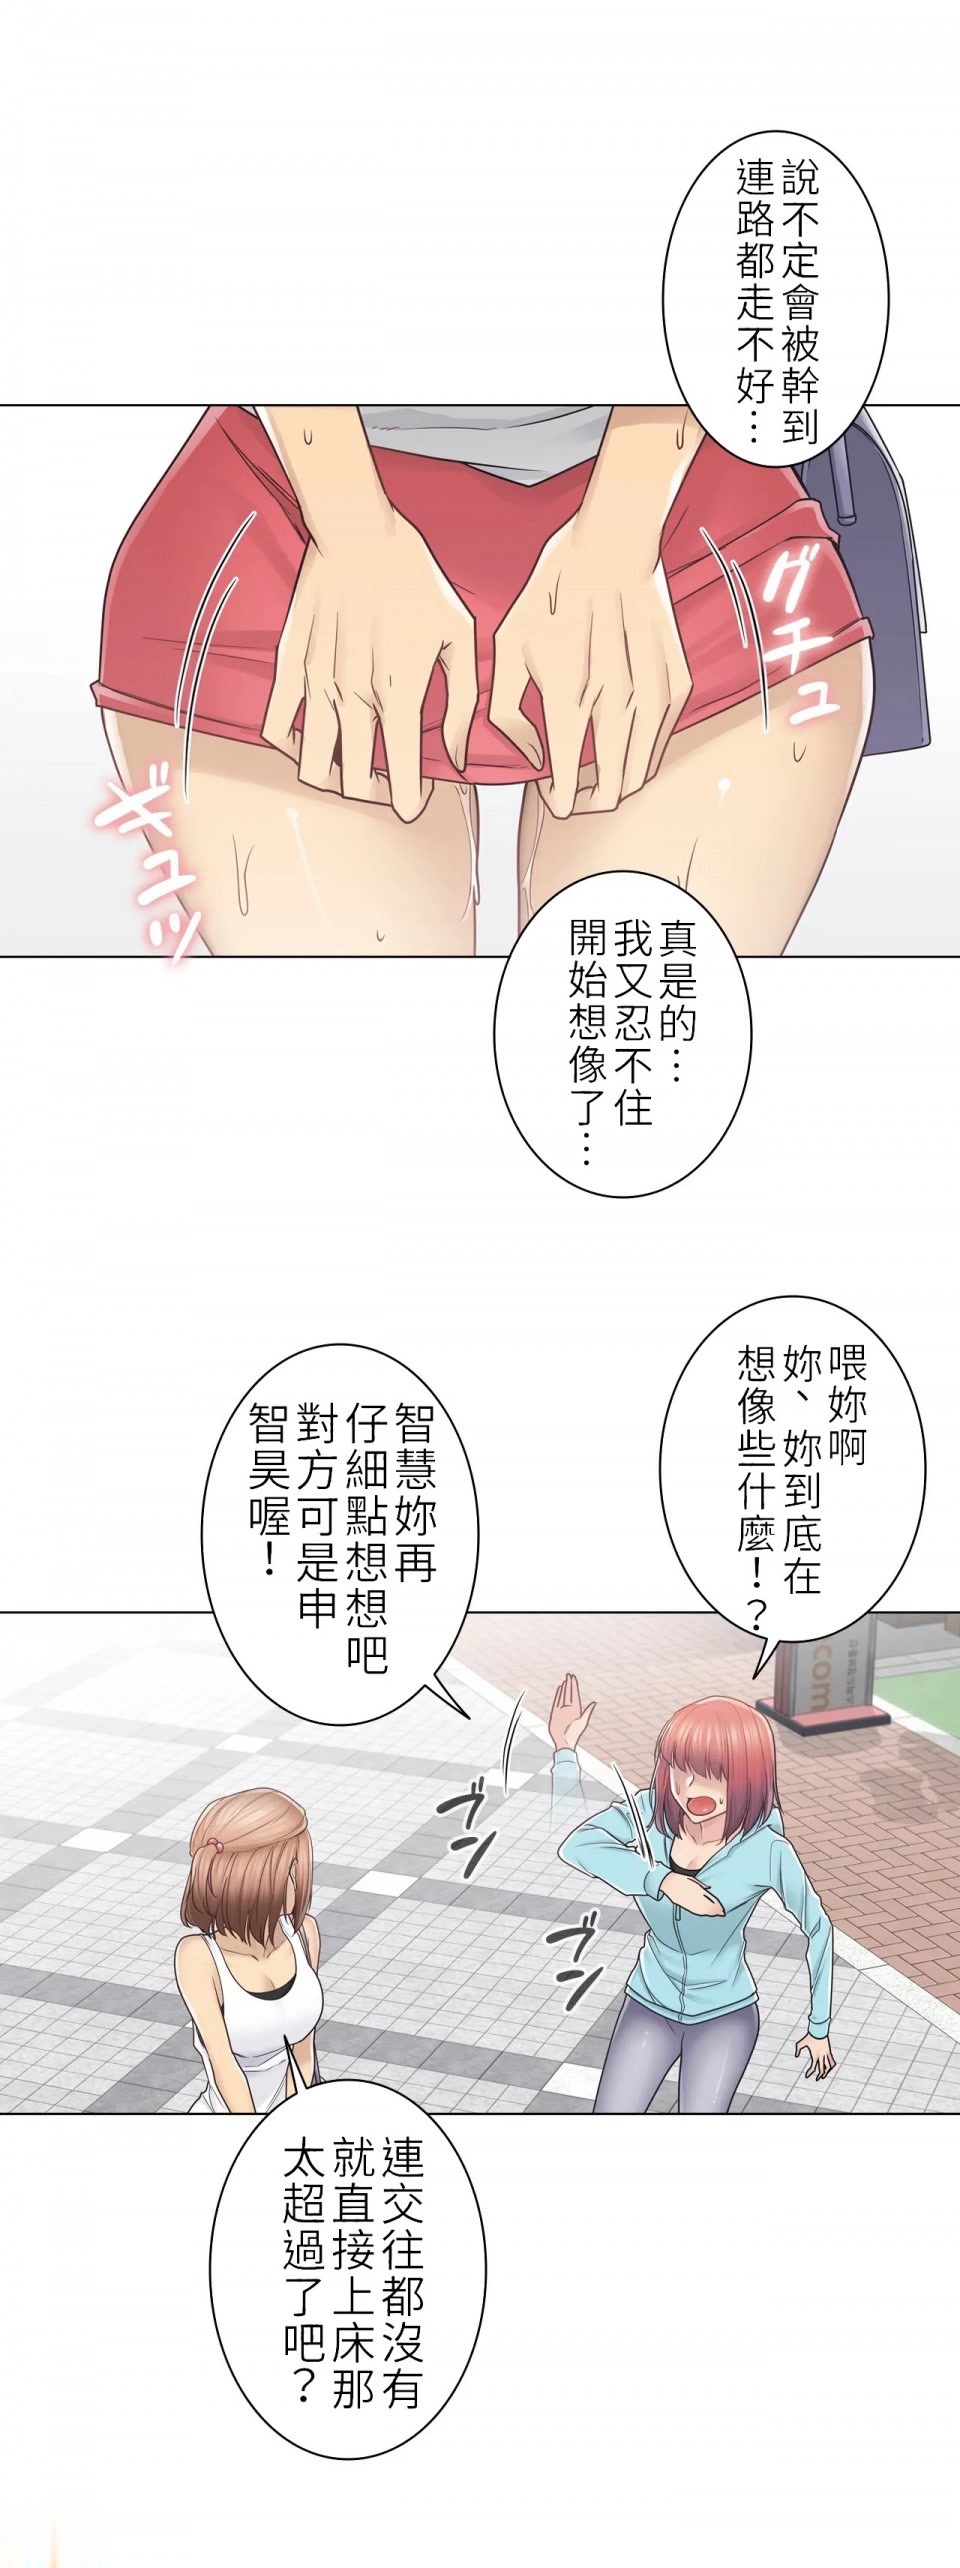 說不定會被幹到
連路都走不好…
グチュ
ギュッ
真是的…
我又忍不住
開始想像了…
喂妳啊
妳、妳到底在
想像些什麼！？
智慧妳再
仔細點想想吧
對方可是申
智昊喔！
com
ブン
ブン
連交往都沒有
就直接上床那
太超過了吧？